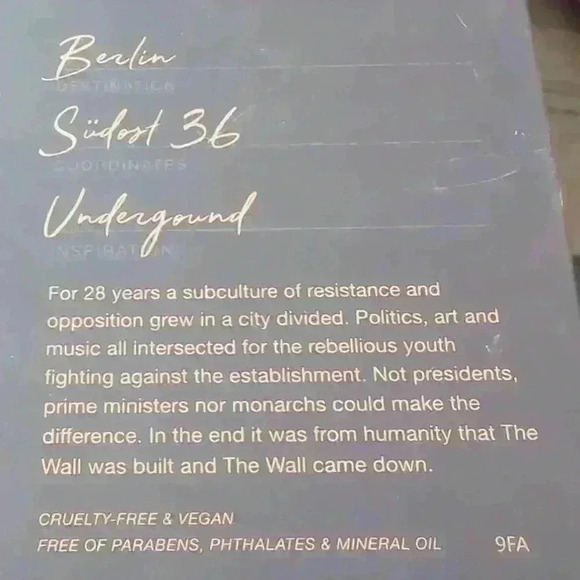 Berlin
DESTINATION
Südost 36
COORDINATES
Undergound
INSPIRATION
For 28 years a subculture of resistance and
opposition grew in a city divided. Politics, art and
music all intersected for the rebellious youth
fighting against the establishment. Not presidents,
prime ministers nor monarchs could make the
difference. In the end it was from humanity that The
Wall was built and The Wall came down.
CRUELTY-FREE & VEGAN
FREE OF PARABENS, PHTHALATES & MINERAL OIL 9FA